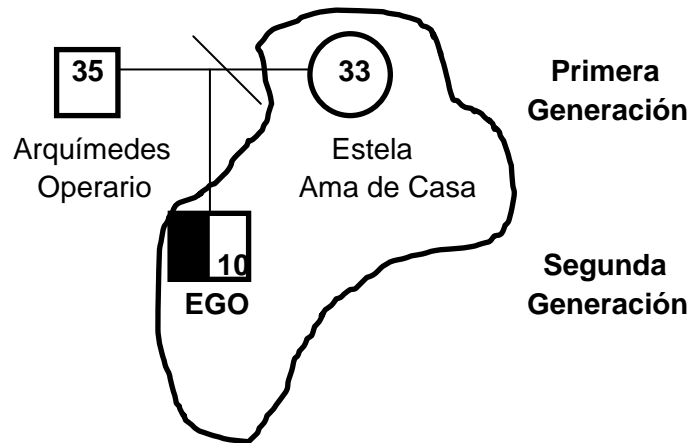 35
33
Primera
Generación
Arquímedes
Operario
Estela
Ama de Casa
10
EGO
Segunda
Generación